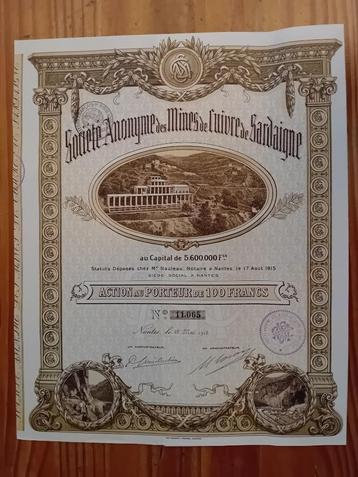 Société Anonyme des Mines de Cuivre de Sardaigne
au Capital de 5.600.000 Frs
Statuts Déposés chez Me Nauleau, Notaire à Nantes, le 17 Août 1915
SIÈGE SOCIAL A NANTES
ACTION AU PORTEUR DE 100 FRANCS
No 11.065
Nantes, le
UN ADMINISTRATEUR,
UN ADMINISTRATEUR,